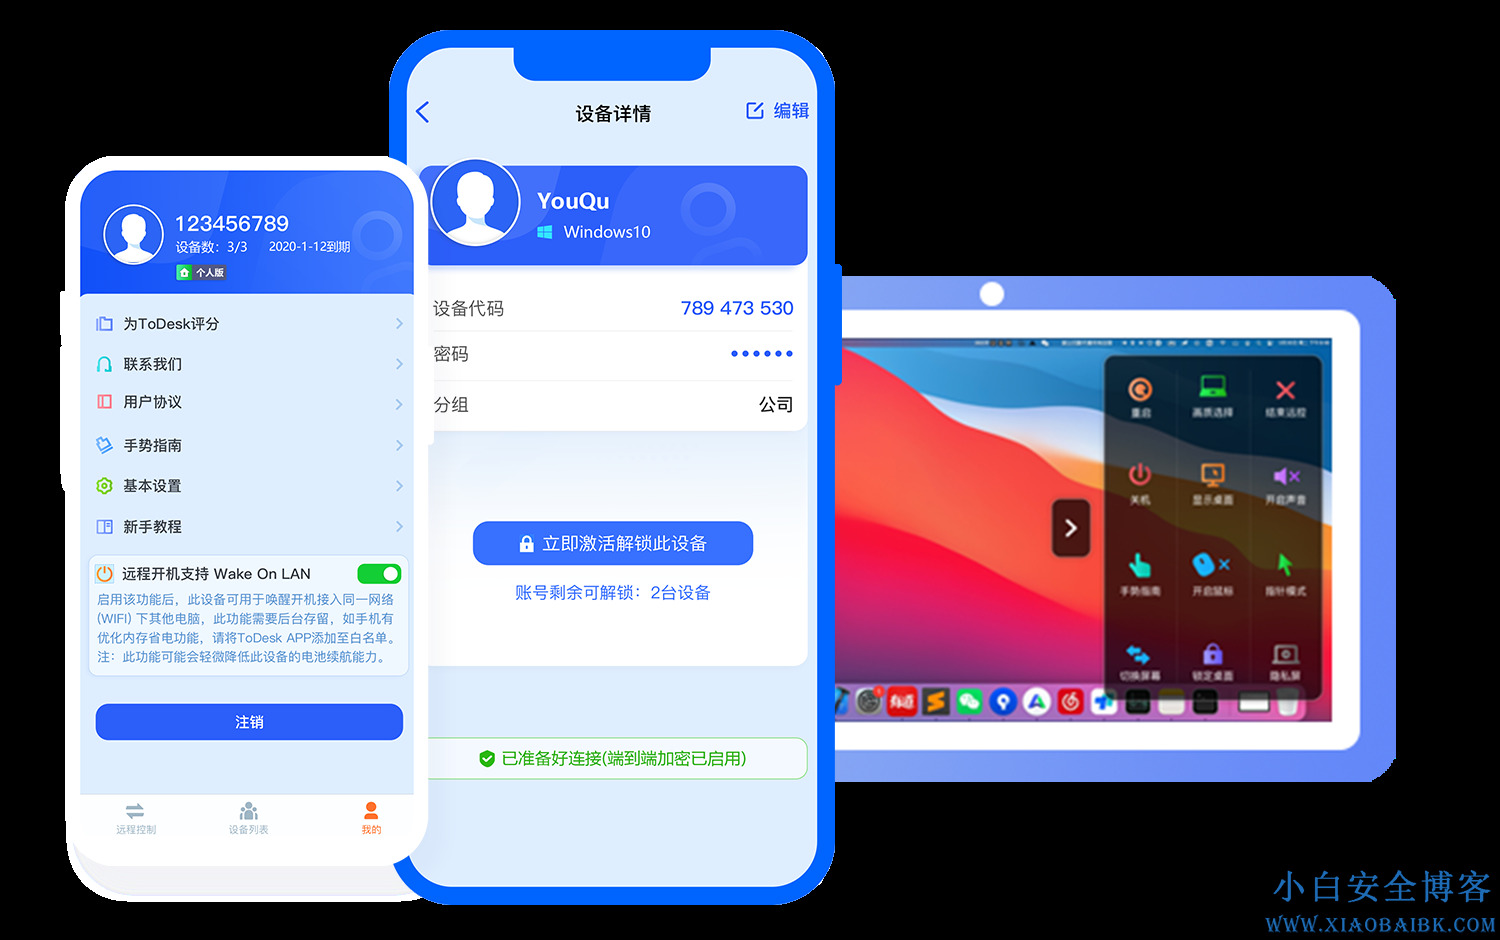 123456789
设备数：3/3 2020-1-12到期
个人版
为ToDesk评分
联系我们
用户协议
手势指南
基本设置
新手教程
远程开机支持 Wake On LAN
启用该功能后，此设备可用于唤醒开机接入同一网络
(WIFI) 下其他电脑，此功能需要后台存留，如手机有
优化内存省电功能，请将ToDesk APP添加至白名单。
注：此功能可能会轻微降低此设备的电池续航能力。
注销
远程控制 设备列表 我的
设备详情 编辑
YouQu
Windows10
设备代码 789 473 530
密码 ••••••
分组 公司
立即激活解锁此设备
账号剩余可解锁：2台设备
已准备好连接(端到端加密已启用)
重启 画质选择 结束远控
关机 显示桌面 开启声音
手势指南 开启鼠标 指针模式
切换屏幕 锁定桌面 隐私屏
有道
小白安全博客
WWW.XIAOBAIBK.COM